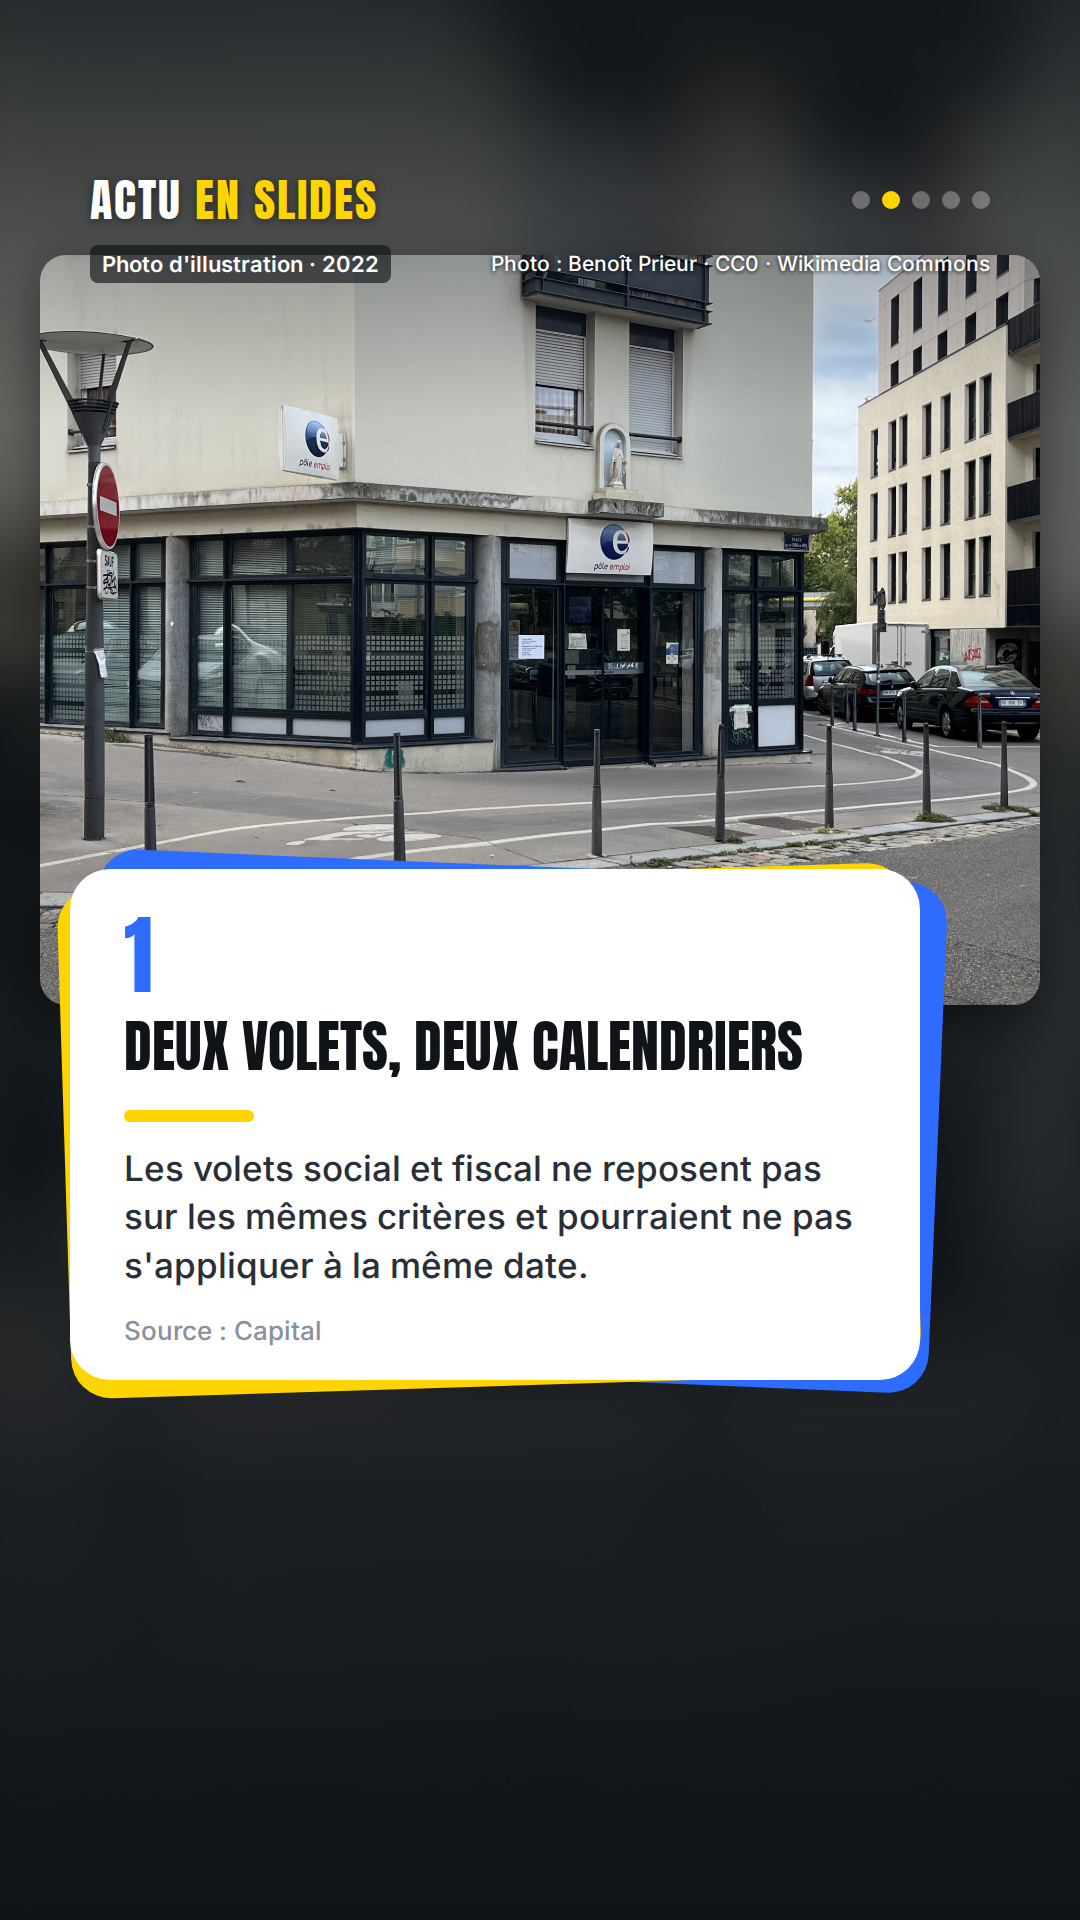 ACTU EN SLIDES
Photo d'illustration · 2022
Photo : Benoît Prieur · CC0 · Wikimedia Commons
pôle emploi
pôle emploi
SAUF
1
DEUX VOLETS, DEUX CALENDRIERS
Les volets social et fiscal ne reposent pas
sur les mêmes critères et pourraient ne pas
s'appliquer à la même date.
Source : Capital